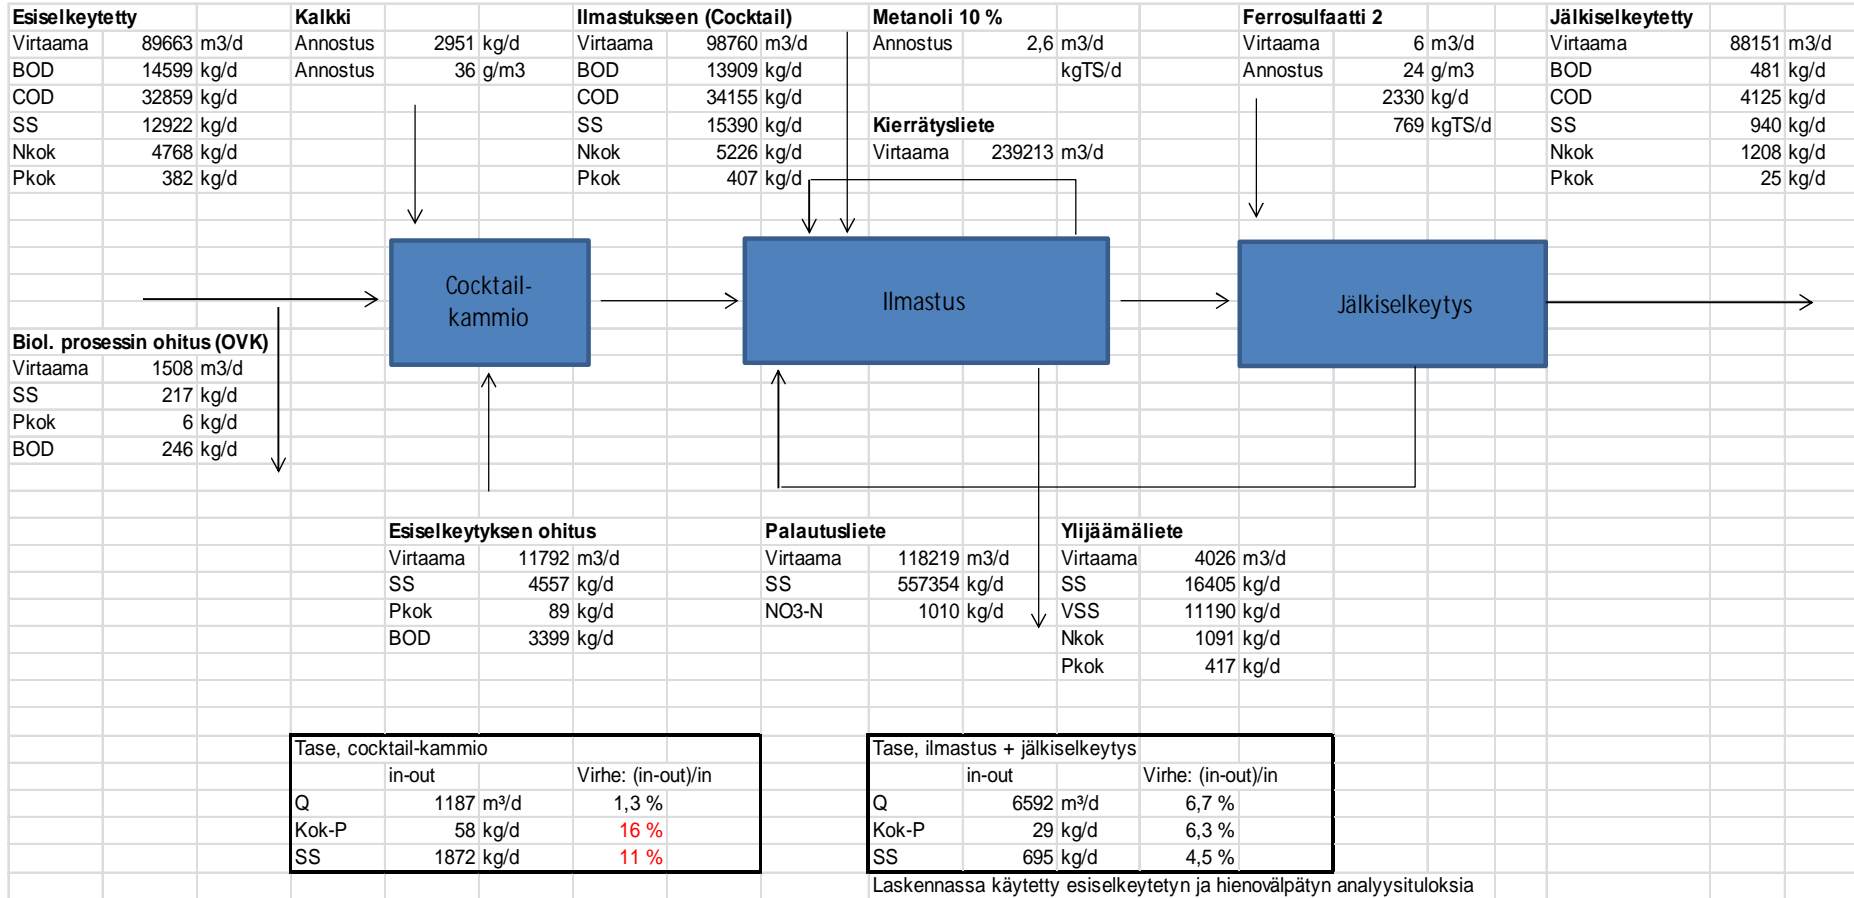 Esiselkeytetty Kalkki Ilmastukseen (Cocktail) Metanoli 10 % Ferrosulfaatti 2 Jälkiselkeytetty
Virtaama 89663 m3/d Annostus 2951 kg/d Virtaama 98760 m3/d Annostus 2,6 m3/d Virtaama 6 m3/d Virtaama 88151 m3/d
BOD 14599 kg/d Annostus 36 g/m3 BOD 13909 kg/d kgTS/d Annostus 24 g/m3 BOD 481 kg/d
COD 32859 kg/d COD 34155 kg/d 2330 kg/d COD 4125 kg/d
SS 12922 kg/d SS 15390 kg/d Kierrätysliete 769 kgTS/d SS 940 kg/d
Nkok 4768 kg/d Nkok 5226 kg/d Virtaama 239213 m3/d Nkok 1208 kg/d
Pkok 382 kg/d Pkok 407 kg/d Pkok 25 kg/d
Cocktail-
kammio
Ilmastus
Jälkiselkeytys
Biol. prosessin ohitus (OVK)
Virtaama 1508 m3/d
SS 217 kg/d
Pkok 6 kg/d
BOD 246 kg/d
Esiselkeytyksen ohitus Palautusliete Ylijäämäliete
Virtaama 11792 m3/d Virtaama 118219 m3/d Virtaama 4026 m3/d
SS 4557 kg/d SS 557354 kg/d SS 16405 kg/d
Pkok 89 kg/d NO3-N 1010 kg/d VSS 11190 kg/d
BOD 3399 kg/d Nkok 1091 kg/d
Pkok 417 kg/d
Tase, cocktail-kammio Tase, ilmastus + jälkiselkeytys
in-out Virhe: (in-out)/in in-out Virhe: (in-out)/in
Q 1187 m³/d 1,3 % Q 6592 m³/d 6,7 %
Kok-P 58 kg/d 16 % Kok-P 29 kg/d 6,3 %
SS 1872 kg/d 11 % SS 695 kg/d 4,5 %
Laskennassa käytetty esiselkeytetyn ja hienovälpätyn analyysituloksia